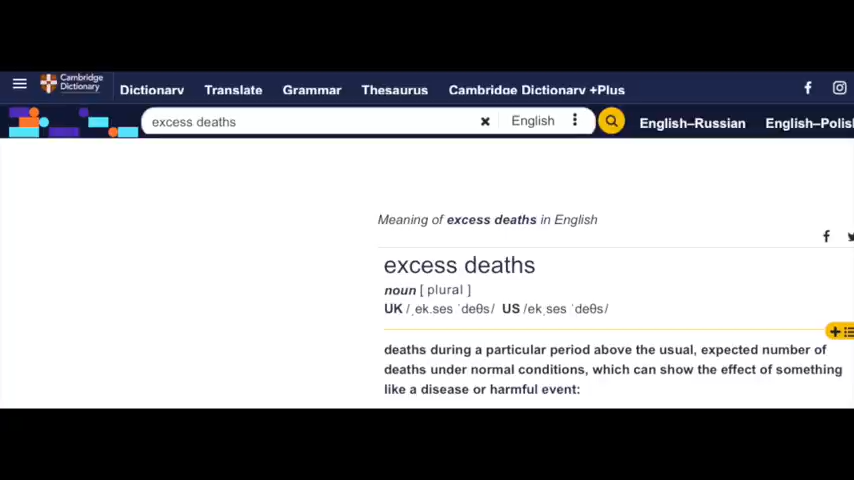 Cambridge
Dictionary
Dictionary Translate Grammar Thesaurus Cambridge Dictionary +Plus
excess deaths English English–Russian English–Polis
Meaning of excess deaths in English
excess deaths
noun [ plural ]
UK /ˌek.ses ˈdeθs/ US /ekˌses ˈdeθs/
deaths during a particular period above the usual, expected number of
deaths under normal conditions, which can show the effect of something
like a disease or harmful event: